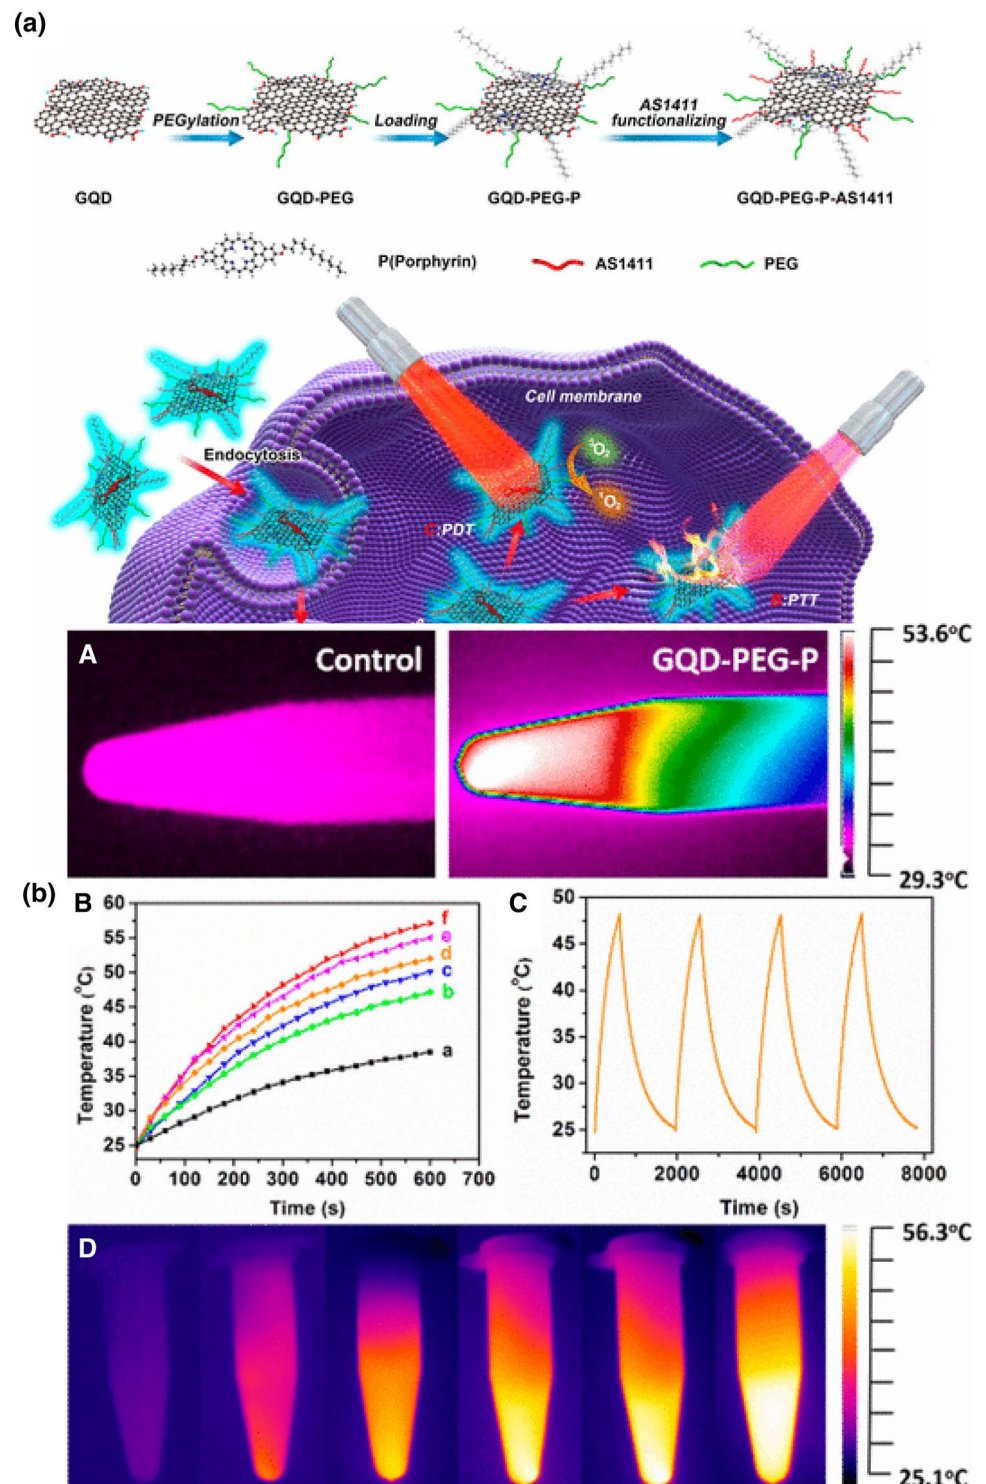 (a)
PEGylation
Loading
AS1411
functionalizing
GQD
GQD-PEG
GQD-PEG-P
GQD-PEG-P-AS1411
P(Porphyrin)
AS1411
PEG
Cell membrane
Endocytosis
³O₂
¹O₂
C:PDT
B:PTT
A
Control
GQD-PEG-P
53.6°C
29.3°C
(b)
B
60
55
50
45
40
35
30
25
Temperature (°C)
f
e
d
c
b
a
0 100 200 300 400 500 600 700
Time (s)
C
50
45
40
35
30
25
Temperature (°C)
0 2000 4000 6000 8000
Time (s)
D
56.3°C
25.1°C